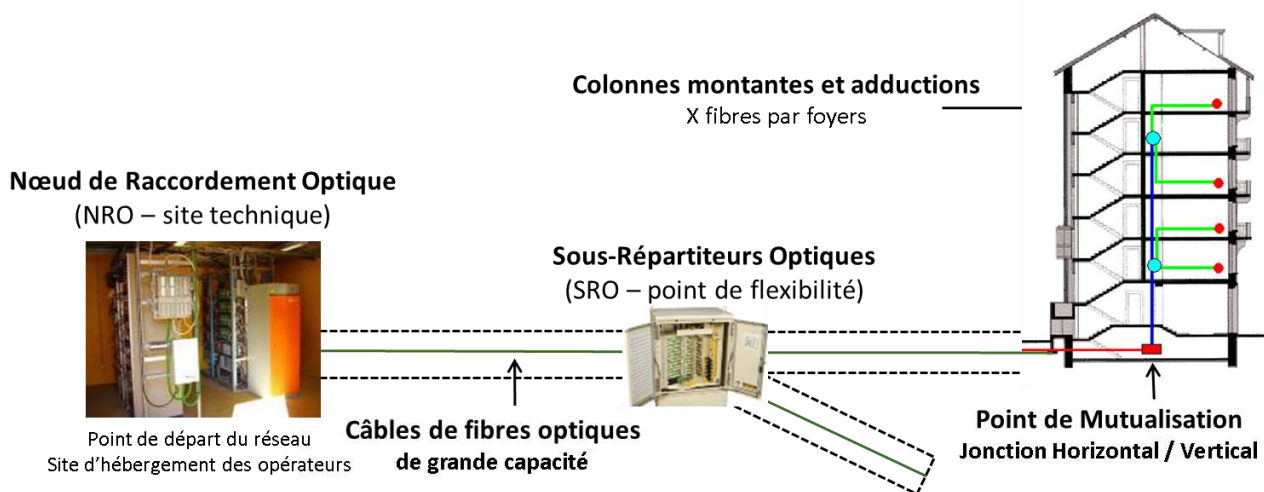 Colonnes montantes et adductions
X fibres par foyers
Nœud de Raccordement Optique
(NRO – site technique)
Sous-Répartiteurs Optiques
(SRO – point de flexibilité)
Point de départ du réseau
Site d’hébergement des opérateurs
Câbles de fibres optiques
de grande capacité
Point de Mutualisation
Jonction Horizontal / Vertical